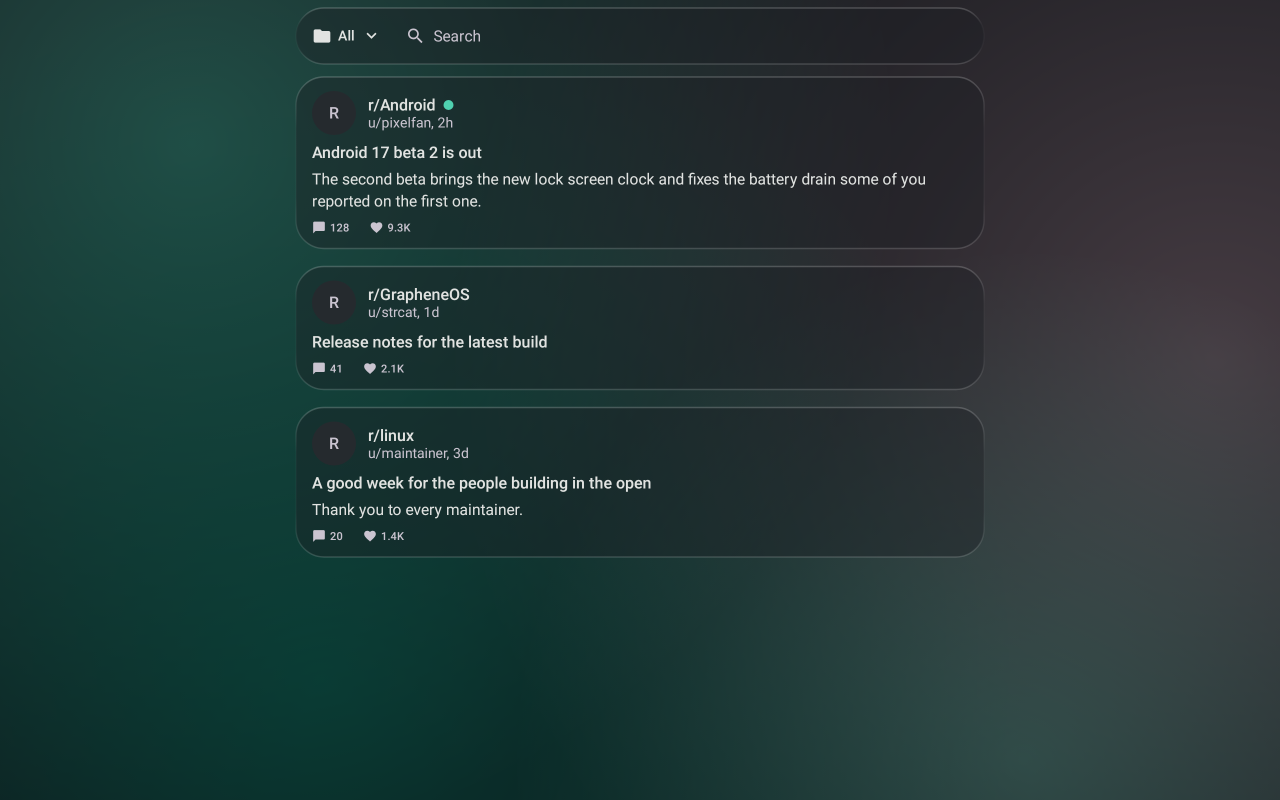 All
Search
R
r/Android
u/pixelfan, 2h
Android 17 beta 2 is out
The second beta brings the new lock screen clock and fixes the battery drain some of you
reported on the first one.
128 9.3K
R
r/GrapheneOS
u/strcat, 1d
Release notes for the latest build
41 2.1K
R
r/linux
u/maintainer, 3d
A good week for the people building in the open
Thank you to every maintainer.
20 1.4K